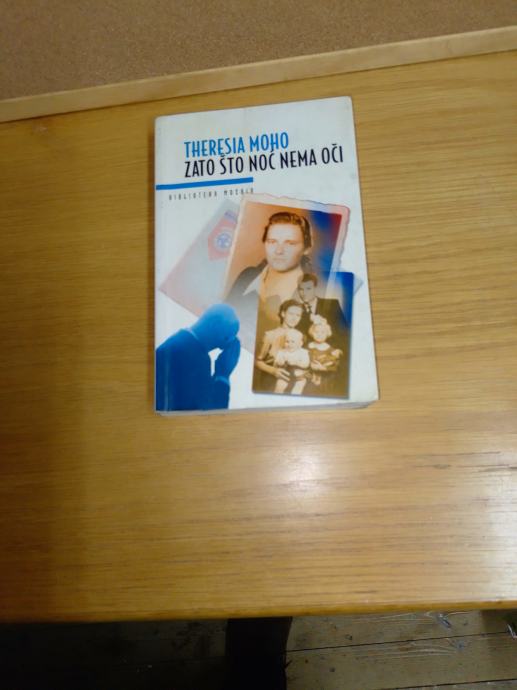 THERESIA MOHO
ZATO ŠTO NOĆ NEMA OČI
BIBLIOTEKA MOZAIK